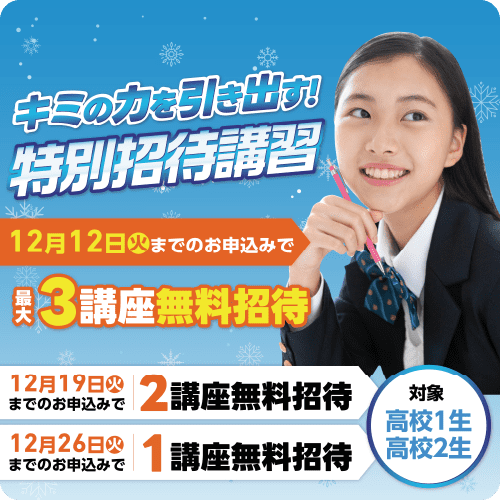 キミの力を引き出す!
特別招待講習
12月12日火までのお申込みで
最大3講座無料招待
12月19日火
までのお申込みで
2講座無料招待
12月26日火
までのお申込みで
1講座無料招待
対象
高校1生
高校2生